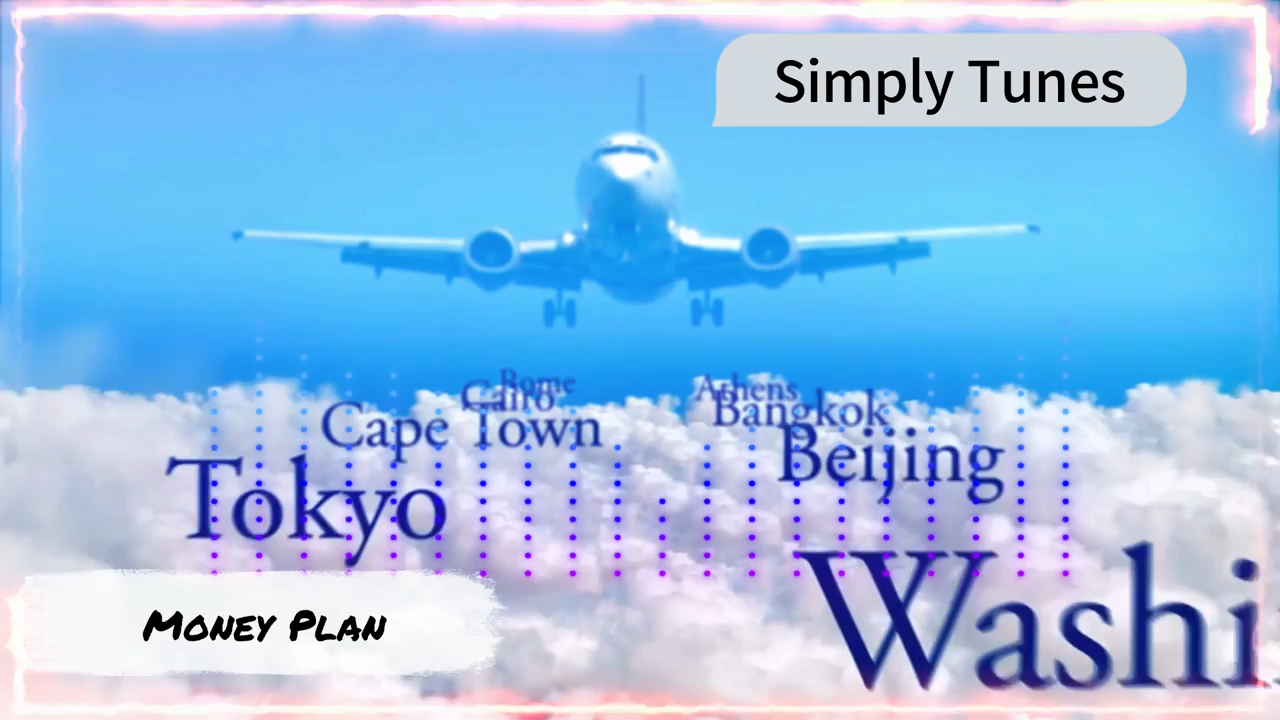 Simply Tunes
Rome
Cairo
Athens
Bangkok
Cape Town
Beijing
Tokyo
Washi
Money Plan